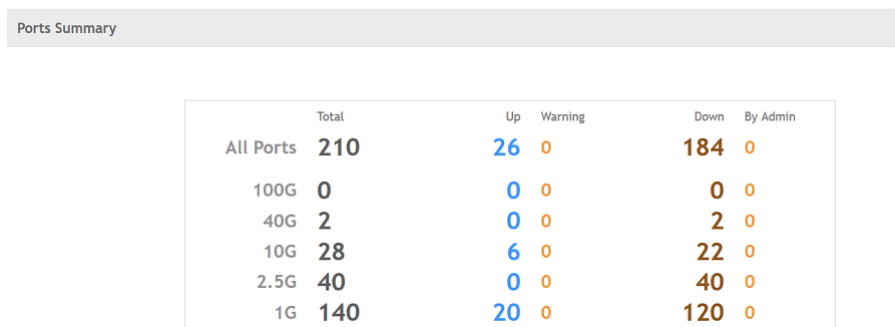 Ports Summary
Total Up Warning Down By Admin
All Ports 210 26 0 184 0
100G 0 0 0 0 0
40G 2 0 0 2 0
10G 28 6 0 22 0
2.5G 40 0 0 40 0
1G 140 20 0 120 0